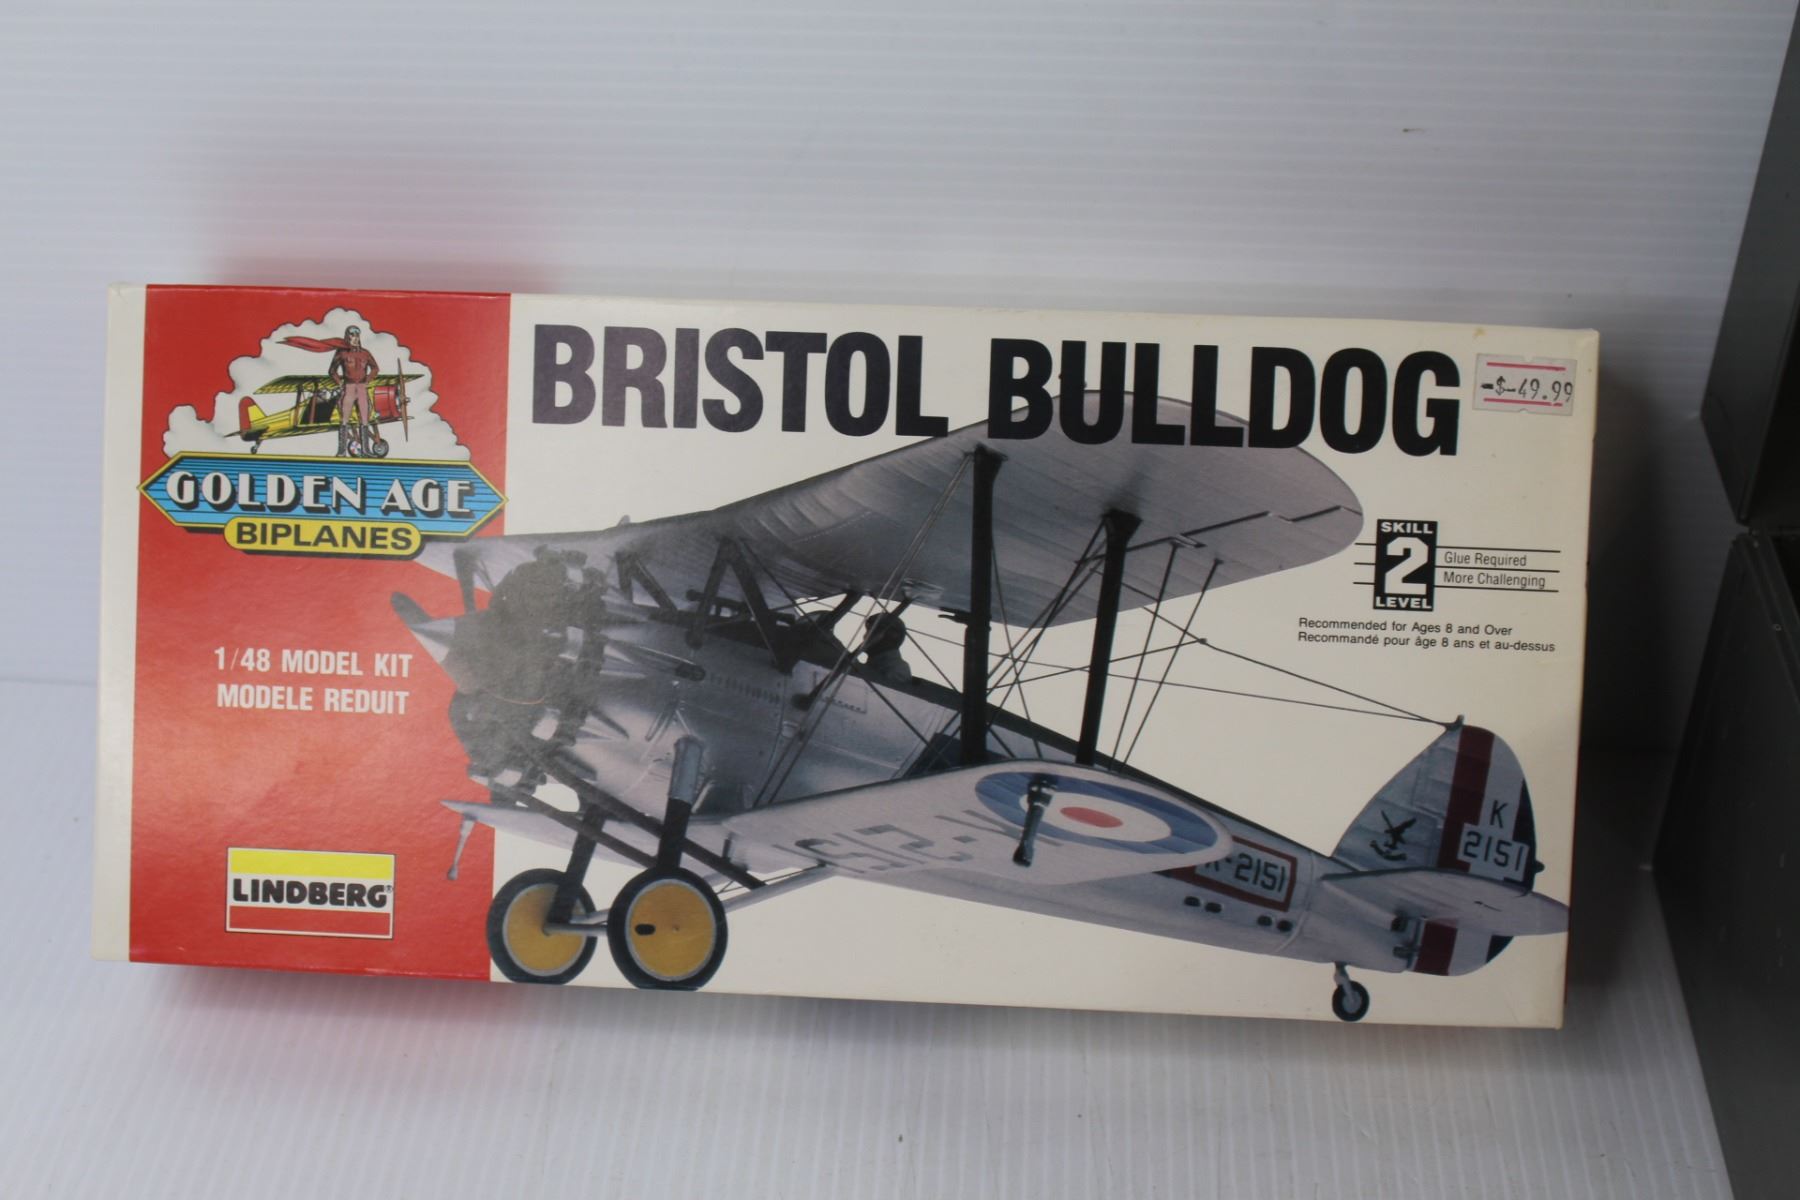 BRISTOL BULLDOG
-$-49.99
GOLDEN AGE
BIPLANES
SKILL
2
LEVEL
Glue Required
More Challenging
Recommended for Ages 8 and Over
Recommandé pour âge 8 ans et au-dessus
1/48 MODEL KIT
MODELE REDUIT
LINDBERG®
K-2151
K-2151
K
2151